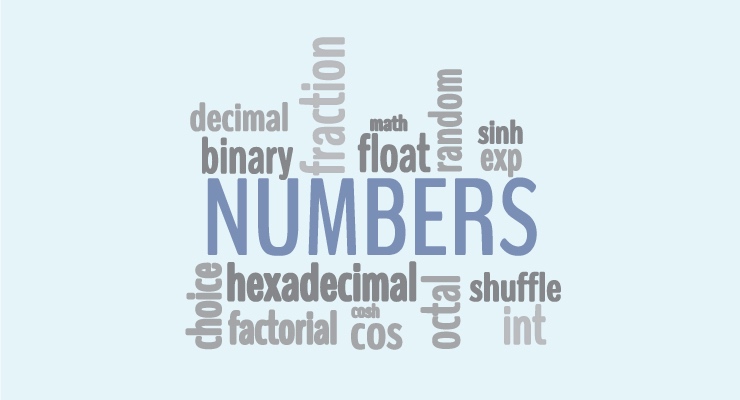 fraction
decimal
math
random
sinh
binary
float
exp
NUMBERS
choice
hexadecimal
octal
shuffle
factorial
cosh
cos
int